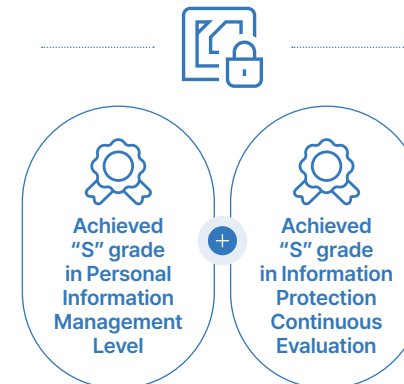 Achieved
“S” grade
in Personal
Information
Management
Level
Achieved
“S” grade
in Information
Protection
Continuous
Evaluation